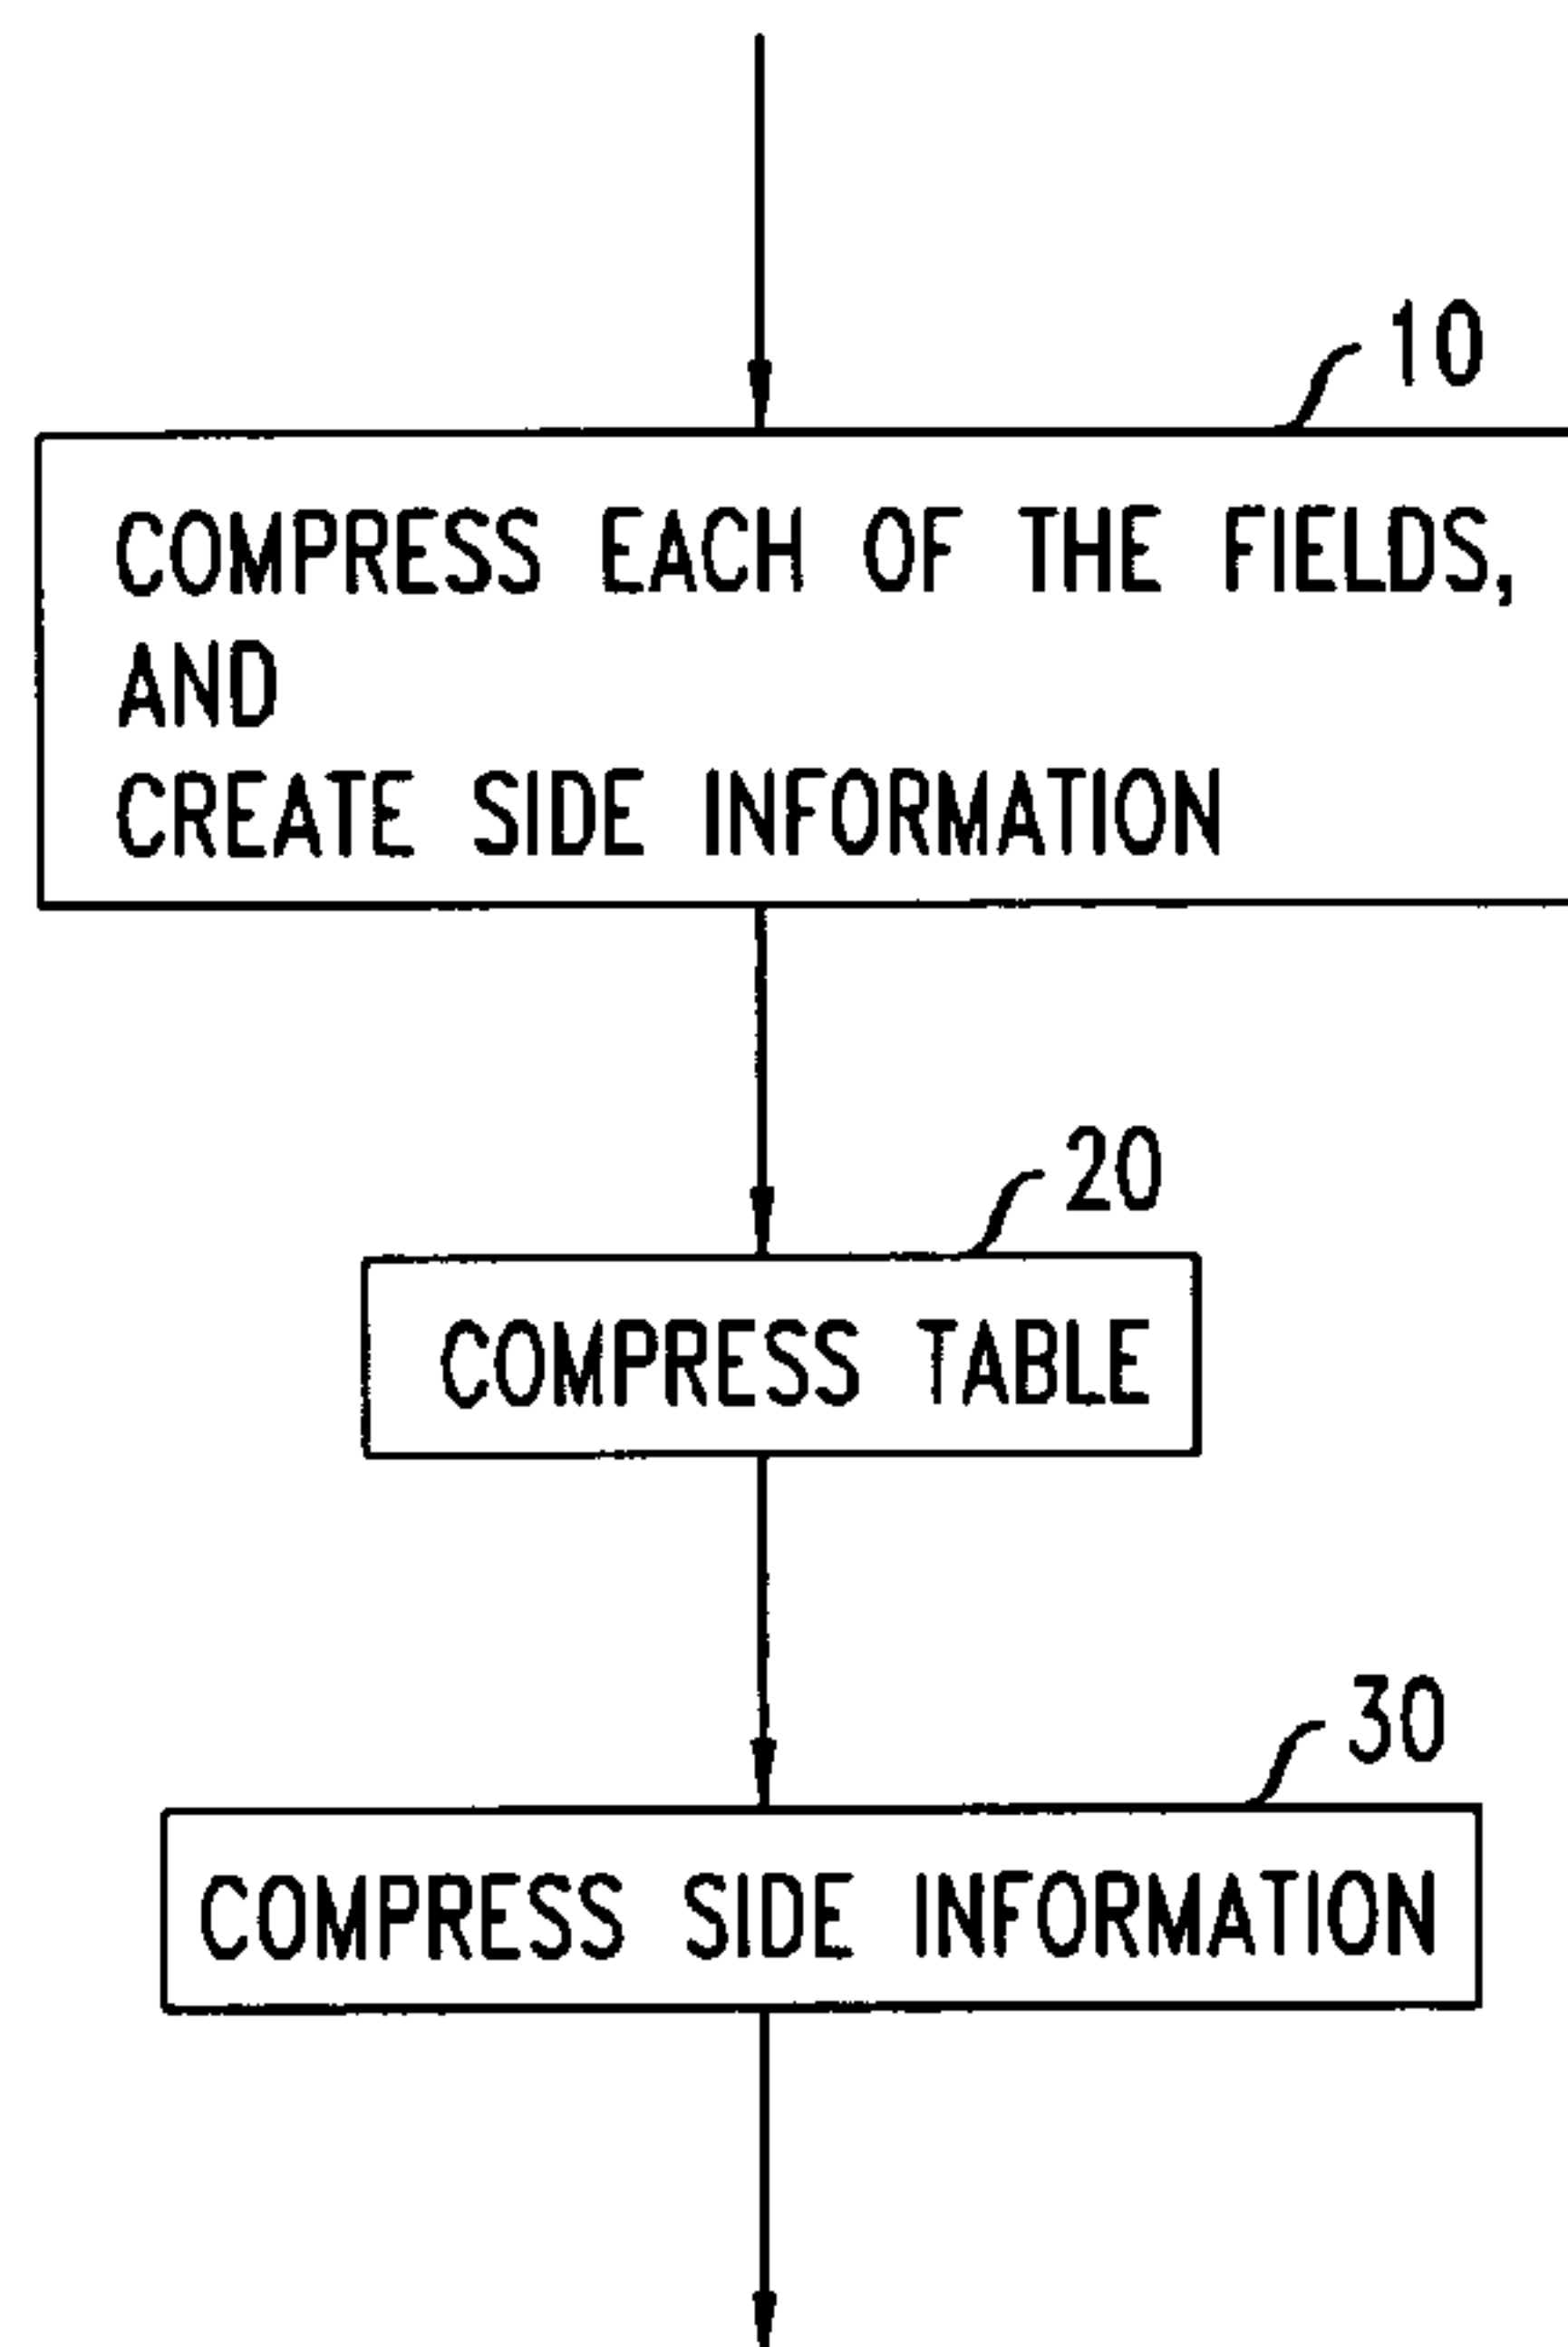 10
COMPRESS EACH OF THE FIELDS,
AND
CREATE SIDE INFORMATION
20
COMPRESS TABLE
30
COMPRESS SIDE INFORMATION